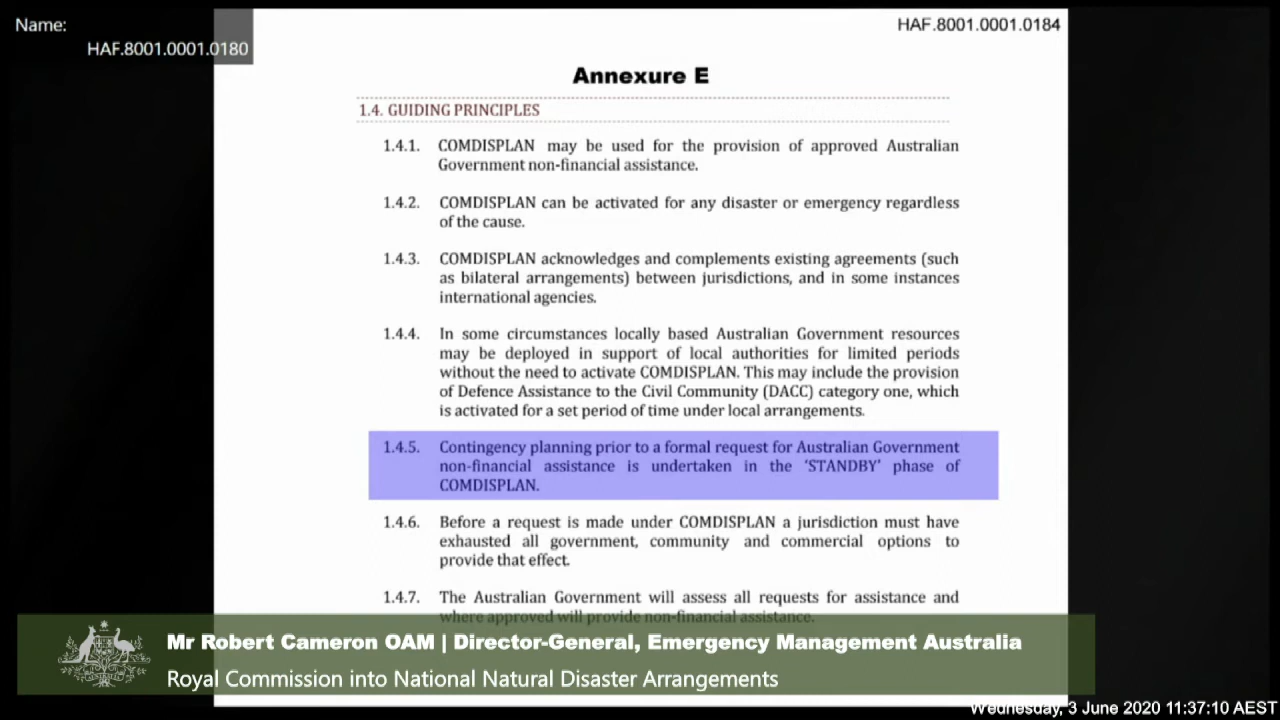 Name:
HAF.8001.0001.0180
HAF.8001.0001.0184
Annexure E
1.4. GUIDING PRINCIPLES
1.4.1. COMDISPLAN may be used for the provision of approved Australian
Government non-financial assistance.
1.4.2. COMDISPLAN can be activated for any disaster or emergency regardless
of the cause.
1.4.3. COMDISPLAN acknowledges and complements existing agreements (such
as bilateral arrangements) between jurisdictions, and in some instances
international agencies.
1.4.4. In some circumstances locally based Australian Government resources
may be deployed in support of local authorities for limited periods
without the need to activate COMDISPLAN. This may include the provision
of Defence Assistance to the Civil Community (DACC) category one, which
is activated for a set period of time under local arrangements.
1.4.5. Contingency planning prior to a formal request for Australian Government
non-financial assistance is undertaken in the ‘STANDBY’ phase of
COMDISPLAN.
1.4.6. Before a request is made under COMDISPLAN a jurisdiction must have
exhausted all government, community and commercial options to
provide that effect.
1.4.7. The Australian Government will assess all requests for assistance and
where approved will provide non-financial assistance.
Mr Robert Cameron OAM | Director-General, Emergency Management Australia
Royal Commission into National Natural Disaster Arrangements
Wednesday, 3 June 2020 11:37:10 AEST